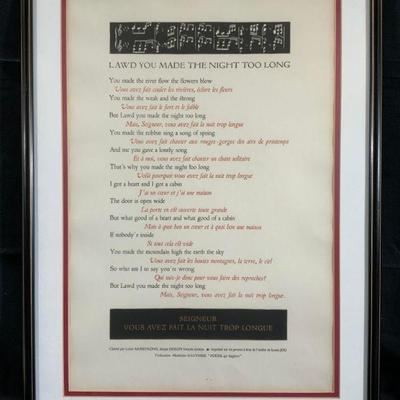 LAW'D YOU MADE THE NIGHT TOO LONG
You made the river flow the flowers blow
Vous avez fait couler les rivières, éclore les fleurs
You made the weak and the strong
Vous avez fait le fort et le faible
But Lawd you made the night too long
Mais, Seigneur, vous avez fait la nuit trop longue
You made the robbin sing a song of spring
Vous avez fait chanter aux rouges-gorges des airs de printemps
And me you gave a lonely song
Et à moi, vous avez fait chanter un chant solitaire
That's why you made the night too long
Voilà pourquoi vous avez fait la nuit trop longue
I got a heart and I got a cabin
J'ai un cœur et j'ai une maison
The door is open wide
La porte en est ouverte toute grande
But what good of a heart and what good of a cabin
Mais à quoi bon un cœur et à quoi bon une maison
If nobody's inside
Si tout cela est vide
You made the mountaing high the earth the sky
Vous avez fait les hautes montagnes, la terre, le ciel
So what am I to say you're wrong
Qui suis-je donc pour vous faire des reproches?
But Lawd you made the night too long
Mais, Seigneur, vous avez fait la nuit trop longue.
SEIGNEUR
VOUS AVEZ FAIT LA NUIT TROP LONGUE
Chanté par Louis ARMSTRONG,